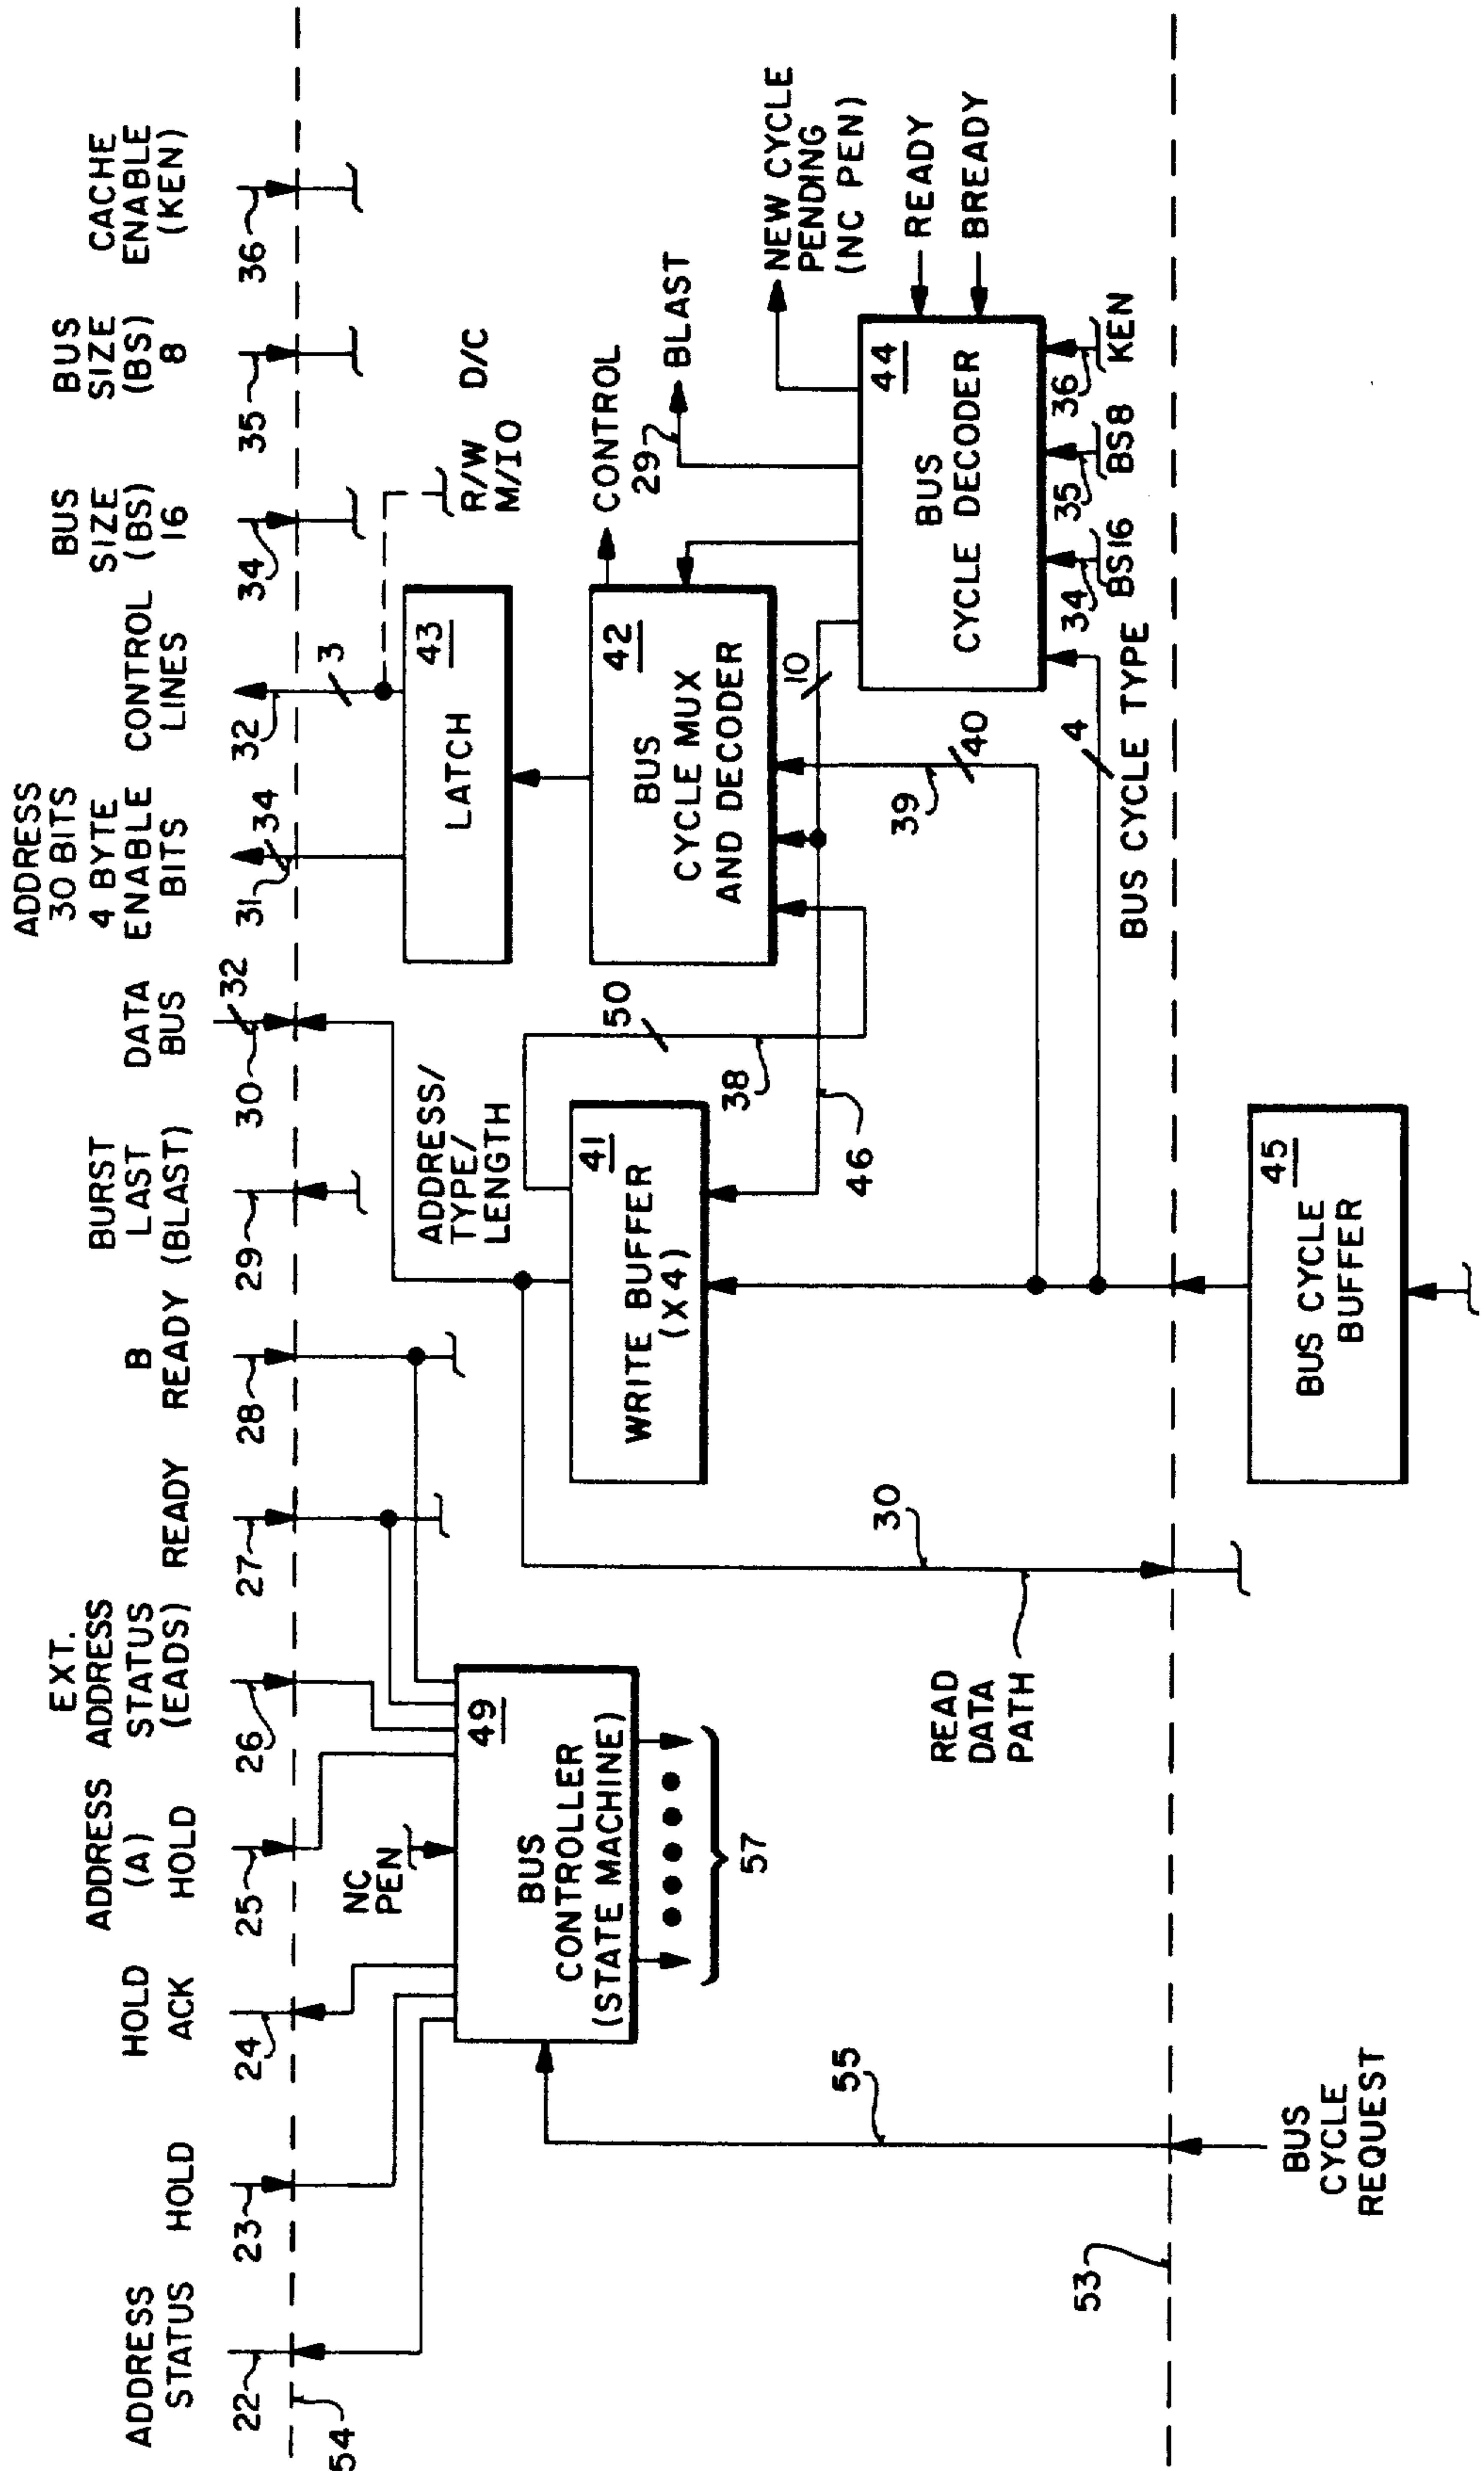 ADDRESS
STATUS
22
HOLD
23
HOLD
ACK
24
ADDRESS
(A)
HOLD
25
EXT.
ADDRESS
STATUS
(EADS)
26
READY
27
B
READY
28
BURST
LAST
(BLAST)
29
DATA
BUS
30
32
ADDRESS
30 BITS
4 BYTE
ENABLE
BITS
31
34
CONTROL
LINES
32
3
BUS
SIZE
(BS)
16
34
BUS
SIZE
(BS)
8
35
CACHE
ENABLE
(KEN)
36
54
NC
PEN
49
BUS
CONTROLLER
(STATE MACHINE)
57
55
BUS
CYCLE
REQUEST
53
READ
DATA
PATH
30
ADDRESS/
TYPE/
LENGTH
41
WRITE BUFFER
(X4)
50
38
46
45
BUS CYCLE
BUFFER
43
LATCH
R/W D/C
M/IO
42
BUS
CYCLE MUX
AND DECODER
CONTROL
29
BLAST
NEW CYCLE
PENDING
(NC PEN)
10
39
40
44
BUS
CYCLE DECODER
READY
BREADY
4
BUS CYCLE TYPE
34
BS16
35
BS8
36
KEN